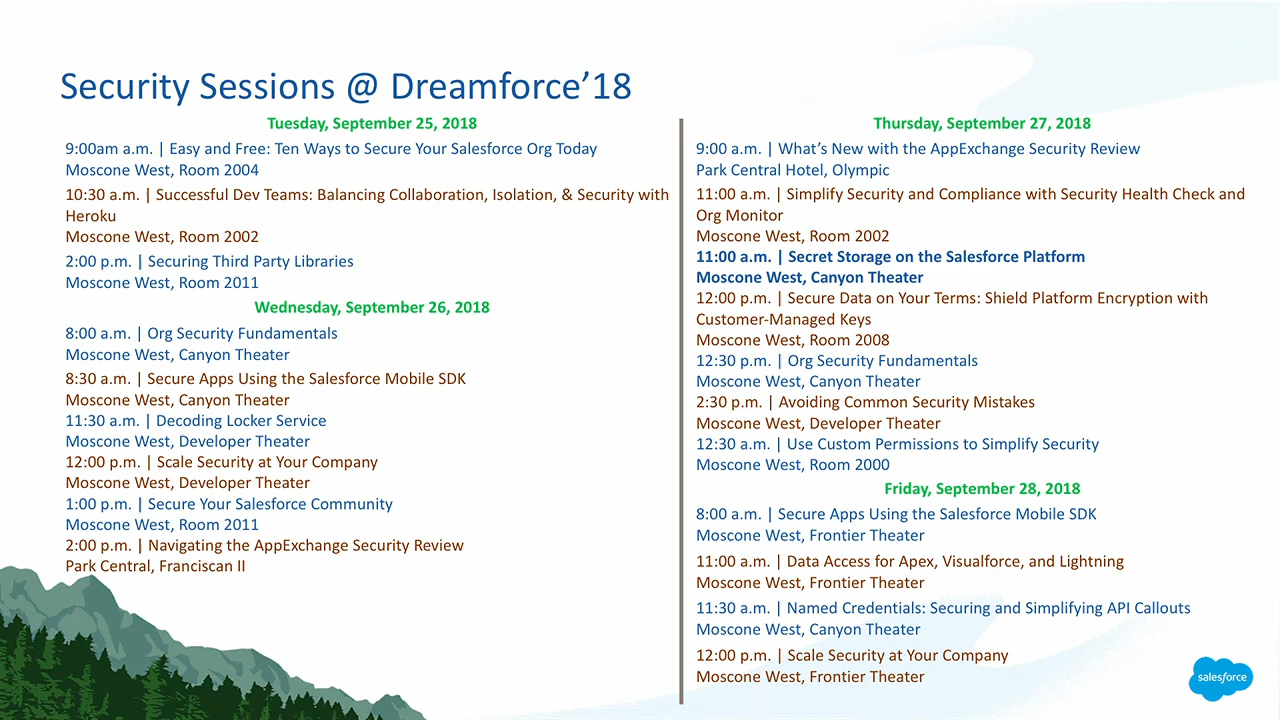 Security Sessions @ Dreamforce’18
Tuesday, September 25, 2018
9:00am a.m. | Easy and Free: Ten Ways to Secure Your Salesforce Org Today
Moscone West, Room 2004
10:30 a.m. | Successful Dev Teams: Balancing Collaboration, Isolation, & Security with
Heroku
Moscone West, Room 2002
2:00 p.m. | Securing Third Party Libraries
Moscone West, Room 2011
Wednesday, September 26, 2018
8:00 a.m. | Org Security Fundamentals
Moscone West, Canyon Theater
8:30 a.m. | Secure Apps Using the Salesforce Mobile SDK
Moscone West, Canyon Theater
11:30 a.m. | Decoding Locker Service
Moscone West, Developer Theater
12:00 p.m. | Scale Security at Your Company
Moscone West, Developer Theater
1:00 p.m. | Secure Your Salesforce Community
Moscone West, Room 2011
2:00 p.m. | Navigating the AppExchange Security Review
Park Central, Franciscan II
Thursday, September 27, 2018
9:00 a.m. | What’s New with the AppExchange Security Review
Park Central Hotel, Olympic
11:00 a.m. | Simplify Security and Compliance with Security Health Check and
Org Monitor
Moscone West, Room 2002
11:00 a.m. | Secret Storage on the Salesforce Platform
Moscone West, Canyon Theater
12:00 p.m. | Secure Data on Your Terms: Shield Platform Encryption with
Customer-Managed Keys
Moscone West, Room 2008
12:30 p.m. | Org Security Fundamentals
Moscone West, Canyon Theater
2:30 p.m. | Avoiding Common Security Mistakes
Moscone West, Developer Theater
12:30 a.m. | Use Custom Permissions to Simplify Security
Moscone West, Room 2000
Friday, September 28, 2018
8:00 a.m. | Secure Apps Using the Salesforce Mobile SDK
Moscone West, Frontier Theater
11:00 a.m. | Data Access for Apex, Visualforce, and Lightning
Moscone West, Frontier Theater
11:30 a.m. | Named Credentials: Securing and Simplifying API Callouts
Moscone West, Canyon Theater
12:00 p.m. | Scale Security at Your Company
Moscone West, Frontier Theater
salesforce